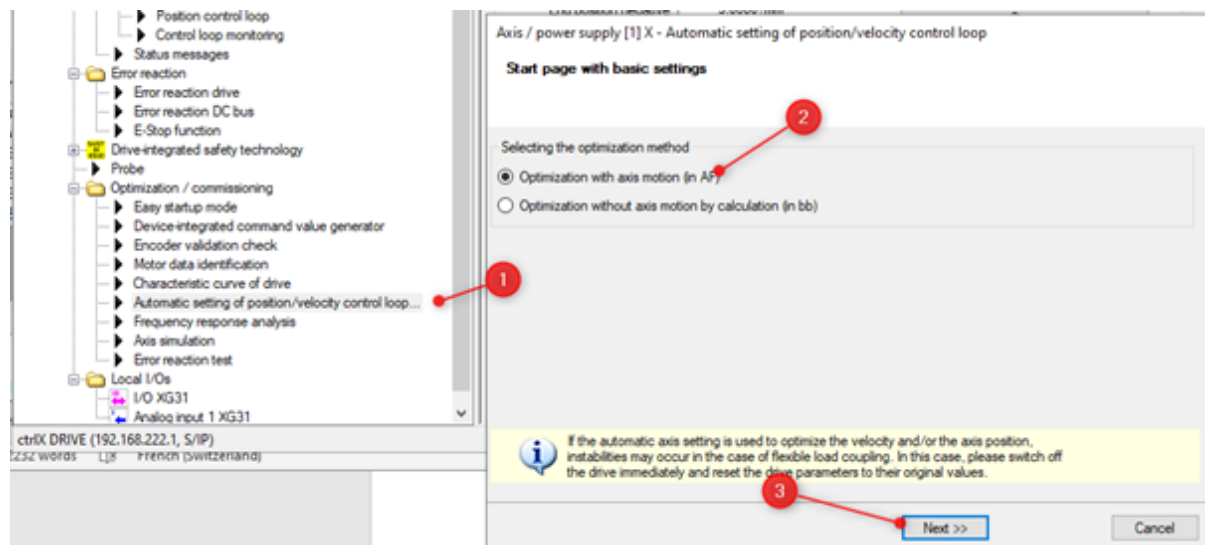 Position control loop
Control loop monitoring
Status messages
Error reaction
Error reaction drive
Error reaction DC bus
E-Stop function
Drive-integrated safety technology
Probe
Optimization / commissioning
Easy startup mode
Device-integrated command value generator
Encoder validation check
Motor data identification
Characteristic curve of drive
Automatic setting of position/velocity control loop...
Frequency response analysis
Axis simulation
Error reaction test
Local I/Os
I/O XG31
Analog input 1 XG31
ctrlX DRIVE (192.168.222.1, S/IP)
2232 words French (Switzerland)
1
End position negative
Axis / power supply [1] X - Automatic setting of position/velocity control loop
Start page with basic settings
2
Selecting the optimization method
Optimization with axis motion (in AF)
Optimization without axis motion by calculation (in bb)
If the automatic axis setting is used to optimize the velocity and/or the axis position,
instabilities may occur in the case of flexible load coupling. In this case, please switch off
the drive immediately and reset the drive parameters to their original values.
3
Next >>
Cancel